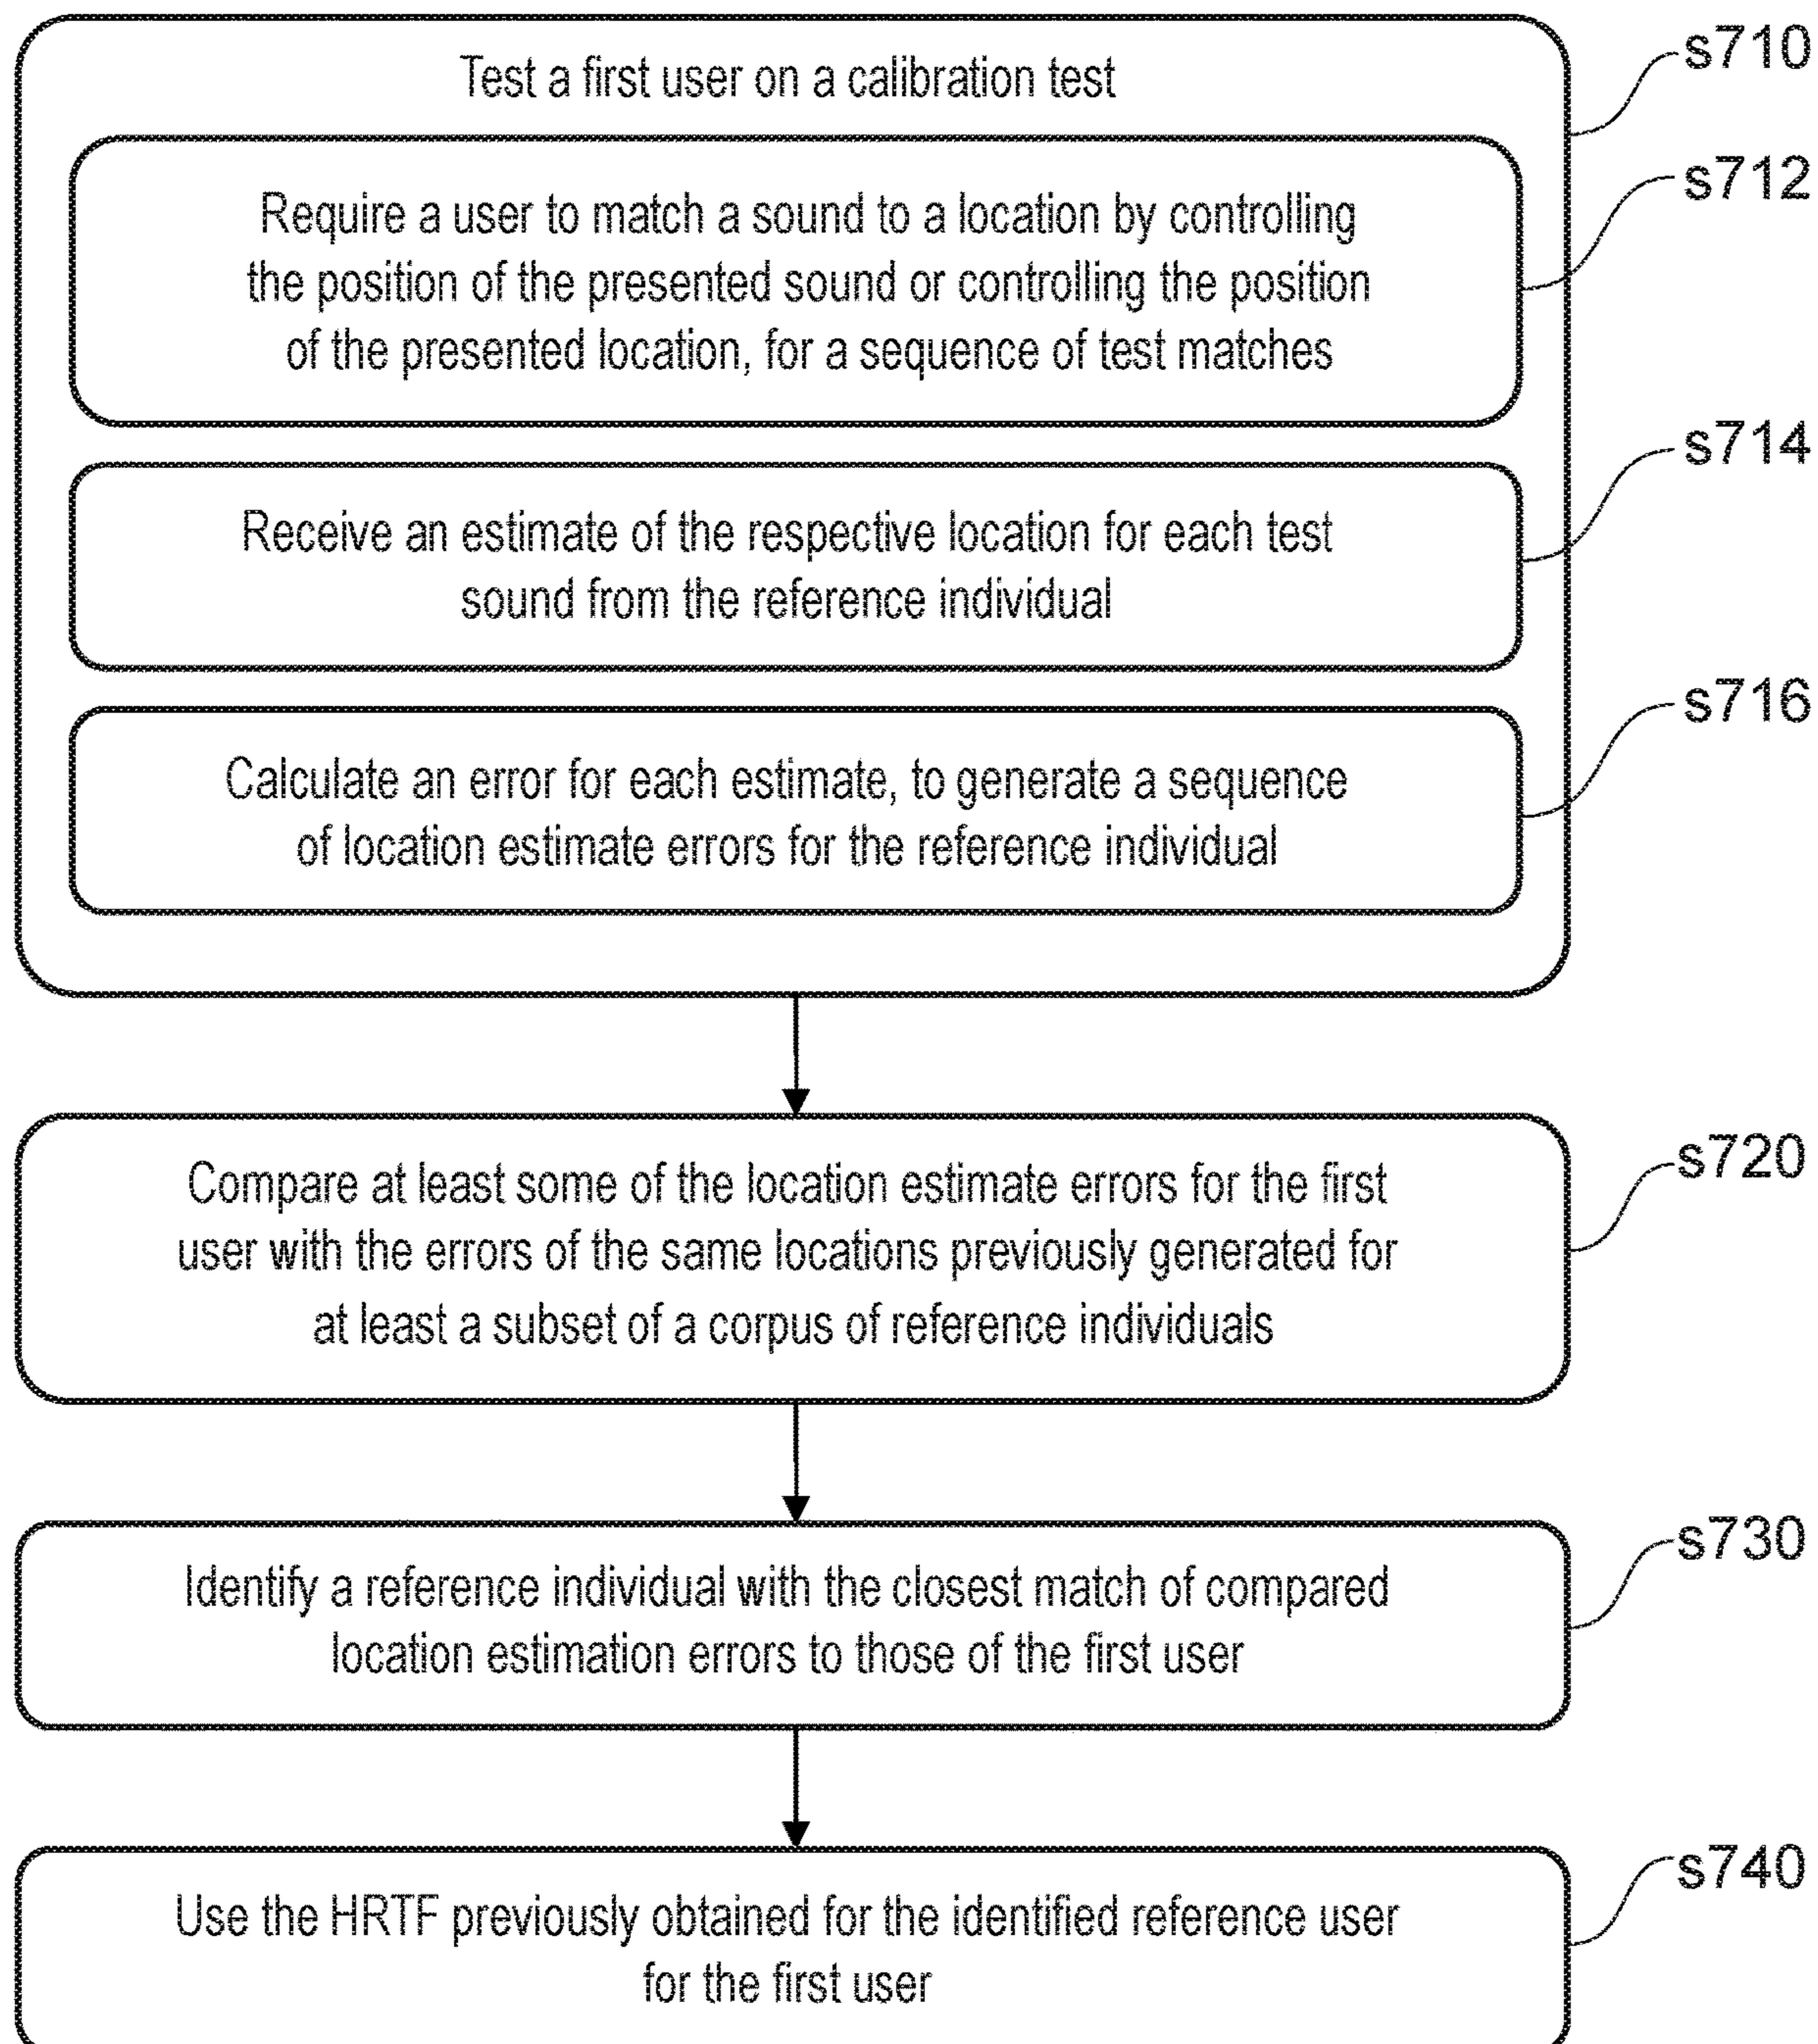 Test a first user on a calibration test
s710
Require a user to match a sound to a location by controlling
the position of the presented sound or controlling the position
of the presented location, for a sequence of test matches
s712
Receive an estimate of the respective location for each test
sound from the reference individual
s714
Calculate an error for each estimate, to generate a sequence
of location estimate errors for the reference individual
s716
Compare at least some of the location estimate errors for the first
user with the errors of the same locations previously generated for
at least a subset of a corpus of reference individuals
s720
Identify a reference individual with the closest match of compared
location estimation errors to those of the first user
s730
Use the HRTF previously obtained for the identified reference user
for the first user
s740